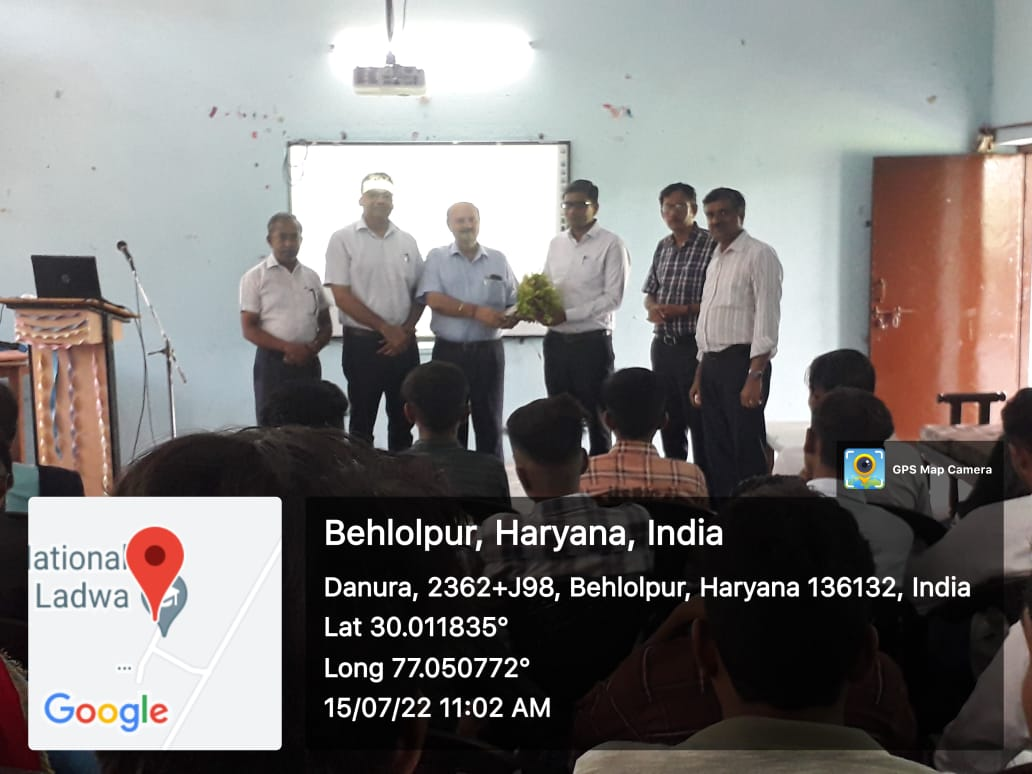 GPS Map Camera
Behlolpur, Haryana, India
Danura, 2362+J98, Behlolpur, Haryana 136132, India
Lat 30.011835°
Long 77.050772°
15/07/22 11:02 AM
Ladwa
...
Google